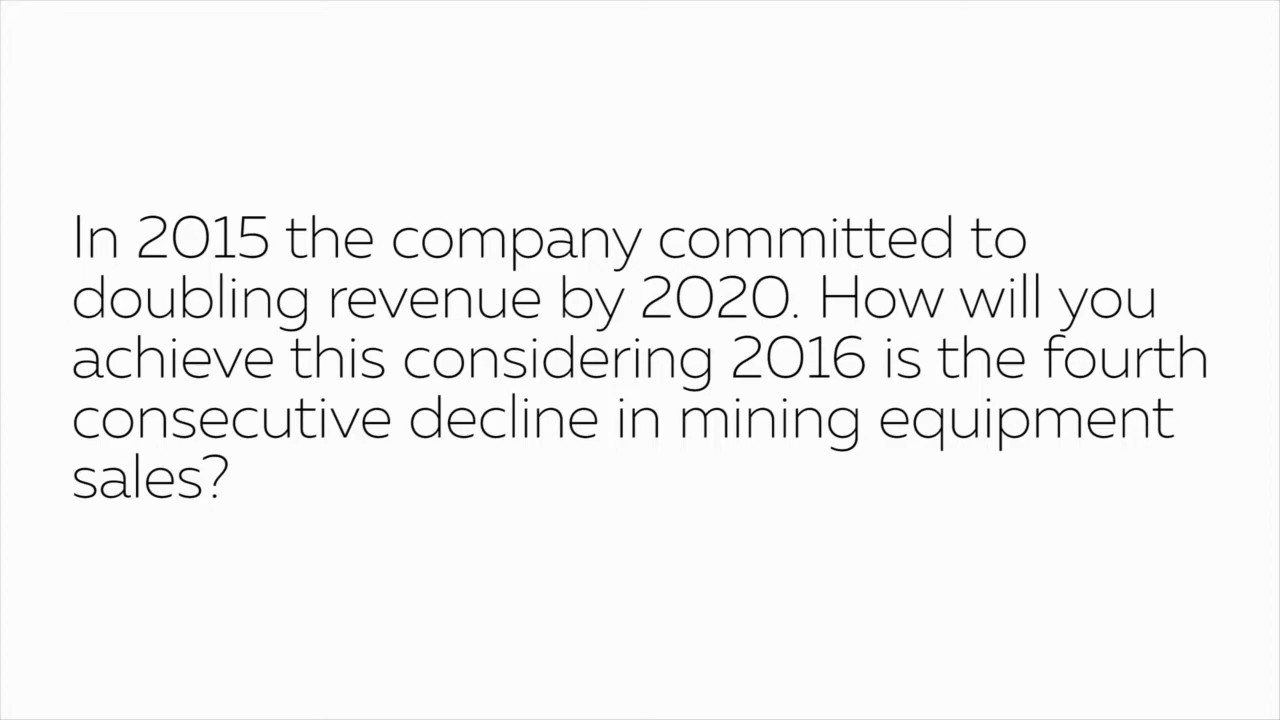 In 2015 the company committed to
doubling revenue by 2020. How will you
achieve this considering 2016 is the fourth
consecutive decline in mining equipment
sales?